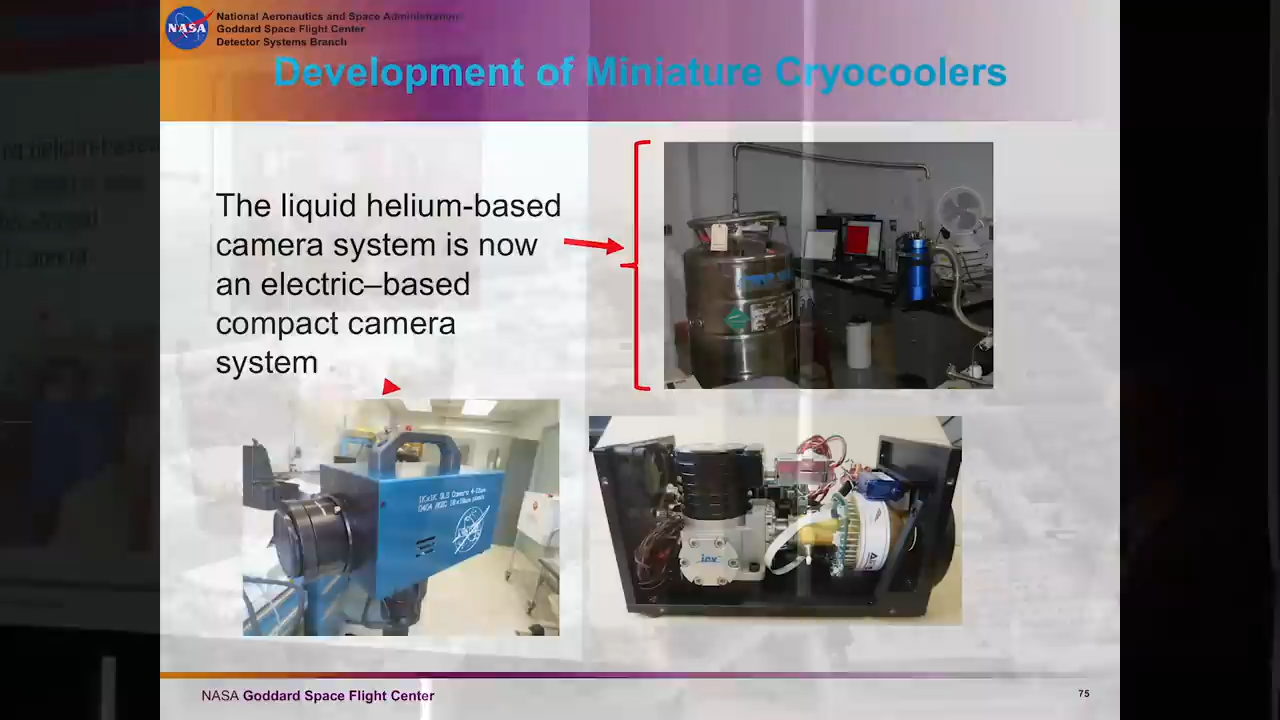 National Aeronautics and Space Administration
Goddard Space Flight Center
Detector Systems Branch
NASA
Development of Miniature Cryocoolers
The liquid helium-based
camera system is now
an electric–based
compact camera
system
NASA Goddard Space Flight Center
75